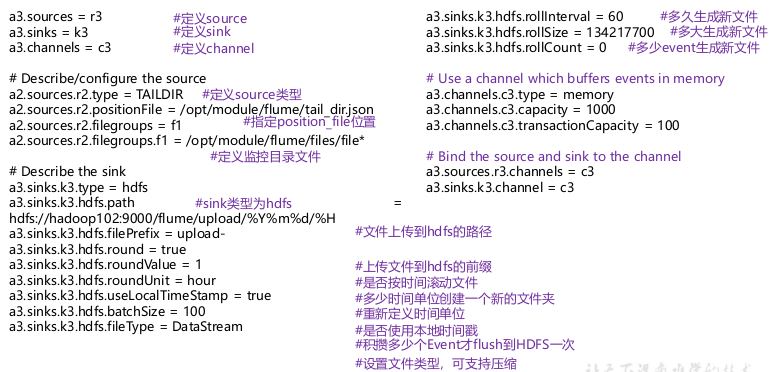 a3.sources = r3 #定义source
a3.sinks = k3 #定义sink
a3.channels = c3 #定义channel
# Describe/configure the source
a2.sources.r2.type = TAILDIR #定义source类型
a2.sources.r2.positionFile = /opt/module/flume/tail_dir.json
a2.sources.r2.filegroups = f1 #指定position_file位置
a2.sources.r2.filegroups.f1 = /opt/module/flume/files/file*
#定义监控目录文件
# Describe the sink
a3.sinks.k3.type = hdfs
a3.sinks.k3.hdfs.path #sink类型为hdfs =
hdfs://hadoop102:9000/flume/upload/%Y%m%d/%H
a3.sinks.k3.hdfs.filePrefix = upload- #文件上传到hdfs的路径
a3.sinks.k3.hdfs.round = true
a3.sinks.k3.hdfs.roundValue = 1 #上传文件到hdfs的前缀
a3.sinks.k3.hdfs.roundUnit = hour #是否按时间滚动文件
a3.sinks.k3.hdfs.useLocalTimeStamp = true #多少时间单位创建一个新的文件夹
a3.sinks.k3.hdfs.batchSize = 100 #重新定义时间单位
a3.sinks.k3.hdfs.fileType = DataStream #是否使用本地时间戳
#积攒多少个Event才flush到HDFS一次
#设置文件类型，可支持压缩
a3.sinks.k3.hdfs.rollInterval = 60 #多久生成新文件
a3.sinks.k3.hdfs.rollSize = 134217700 #多大生成新文件
a3.sinks.k3.hdfs.rollCount = 0 #多少event生成新文件
# Use a channel which buffers events in memory
a3.channels.c3.type = memory
a3.channels.c3.capacity = 1000
a3.channels.c3.transactionCapacity = 100
# Bind the source and sink to the channel
a3.sources.r3.channels = c3
a3.sinks.k3.channel = c3